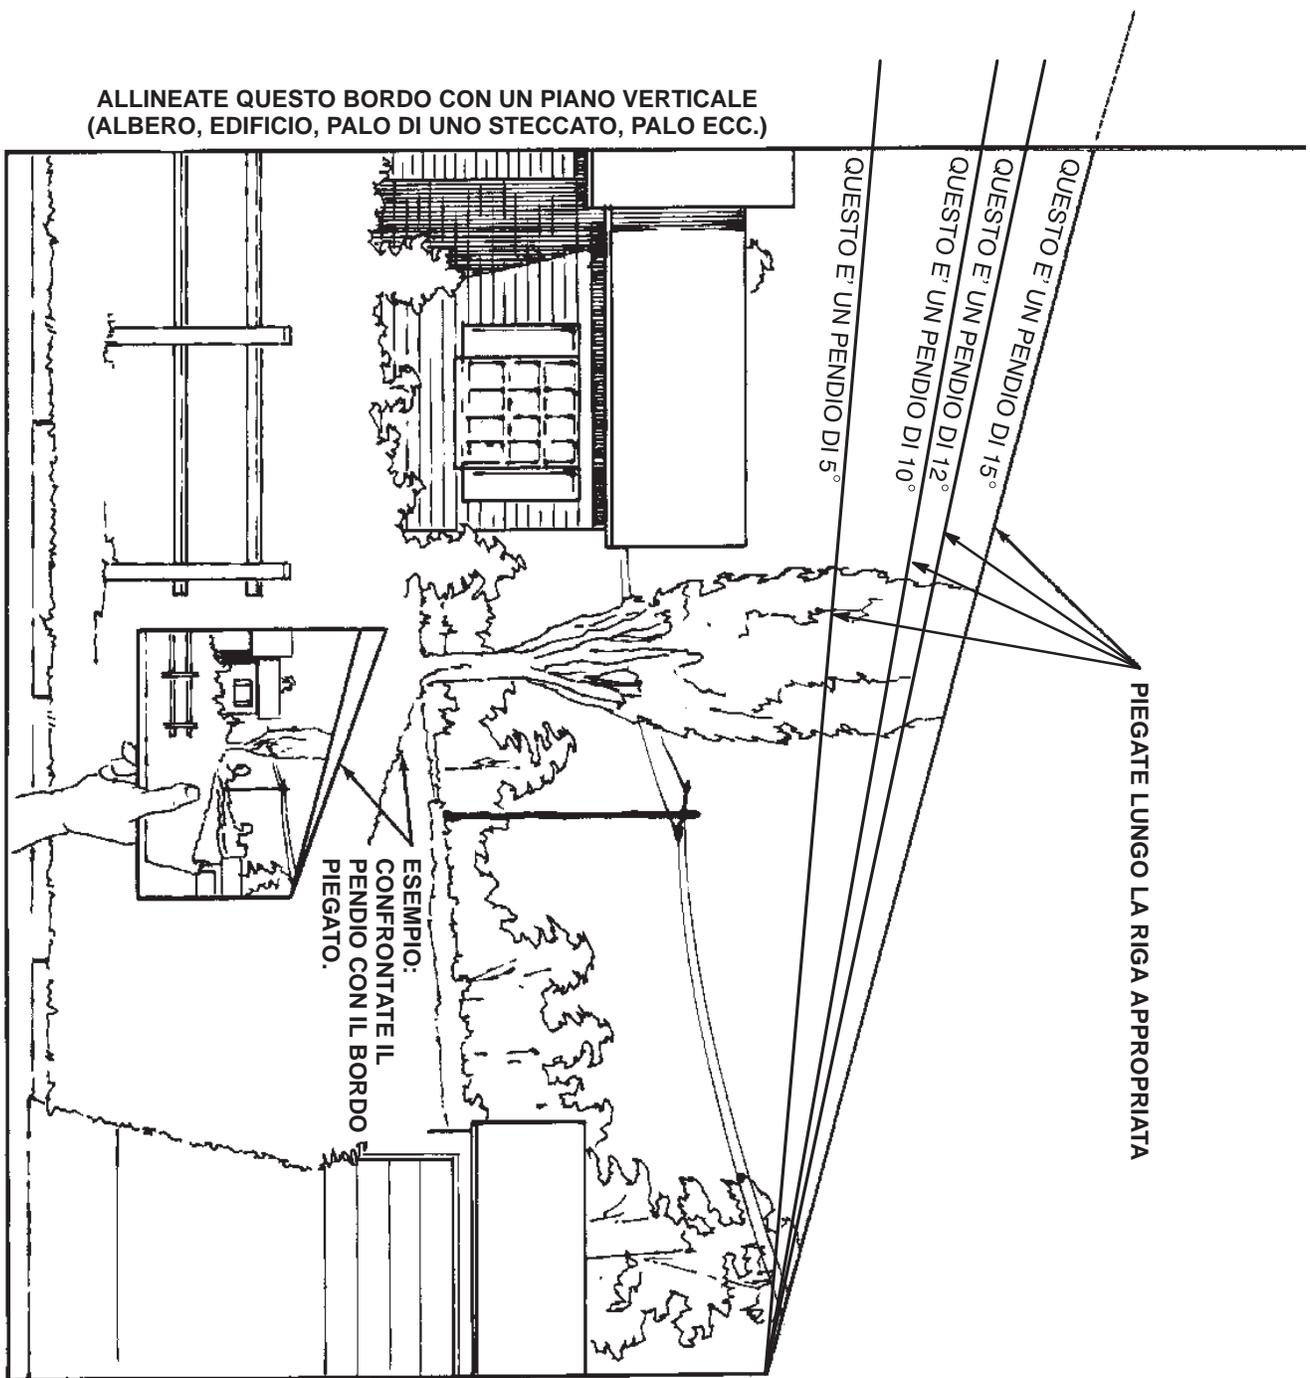 ALLINEATE QUESTO BORDO CON UN PIANO VERTICALE
(ALBERO, EDIFICIO, PALO DI UNO STECCATO, PALO ECC.)
QUESTO E' UN PENDIO DI 15°
QUESTO E' UN PENDIO DI 12°
QUESTO E' UN PENDIO DI 10°
QUESTO E' UN PENDIO DI 5°
PIEGATE LUNGO LA RIGA APPROPRIATA
ESEMPIO:
CONFRONTATE IL
PENDIO CON IL BORDO
PIEGATO.